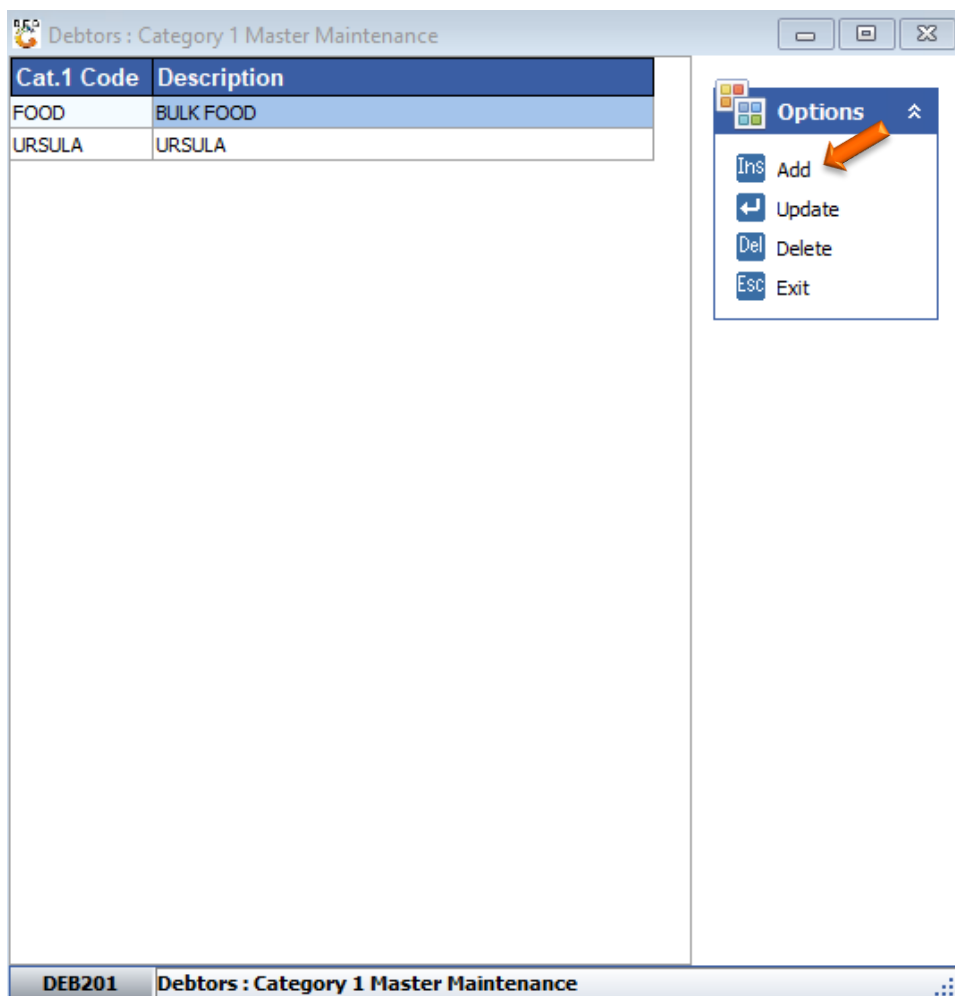 Debtors : Category 1 Master Maintenance
Cat.1 Code Description
FOOD BULK FOOD
URSULA URSULA
Options
Ins Add
Update
Del Delete
Esc Exit
DEB201 Debtors : Category 1 Master Maintenance